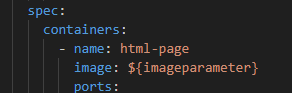 spec:
containers:
- name: html-page
image: ${imageparameter}
ports: